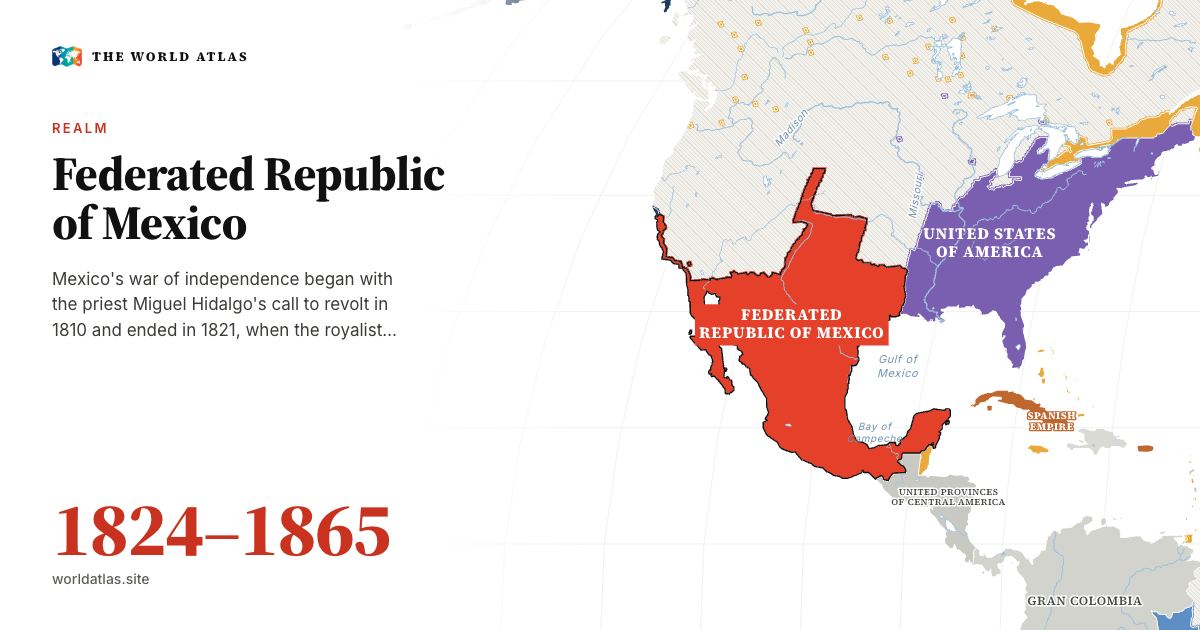 THE WORLD ATLAS
REALM
Federated Republic
of Mexico
Mexico's war of independence began with
the priest Miguel Hidalgo's call to revolt in
1810 and ended in 1821, when the royalist...
1824–1865
worldatlas.site
Madison
Missouri
UNITED STATES
OF AMERICA
FEDERATED
REPUBLIC OF MEXICO
Gulf of
Mexico
Bay of
Campeche
SPANISH
EMPIRE
UNITED PROVINCES
OF CENTRAL AMERICA
GRAN COLOMBIA